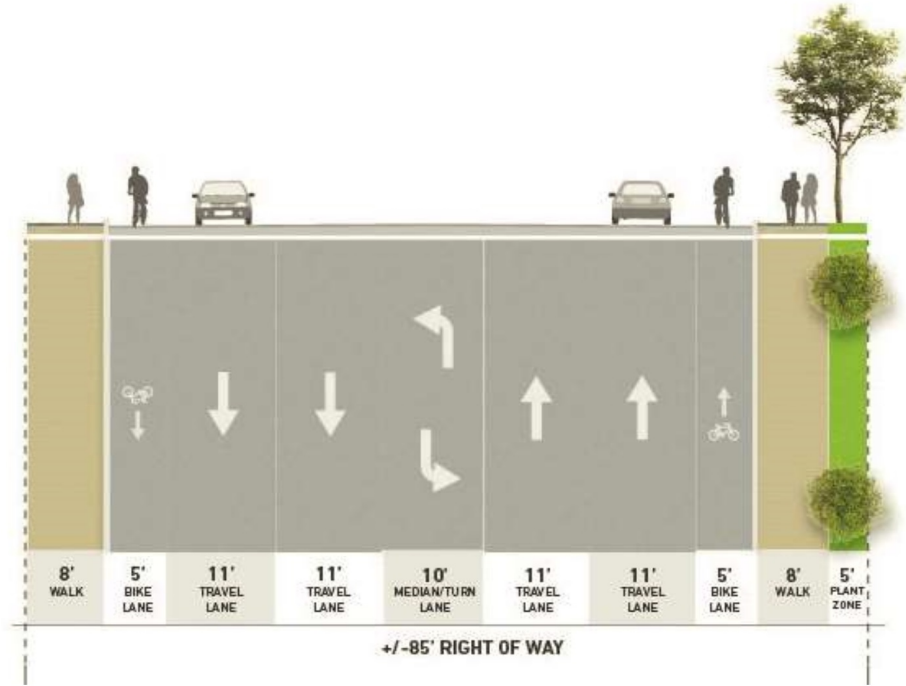 8'
WALK
5'
BIKE
LANE
11'
TRAVEL
LANE
11'
TRAVEL
LANE
10'
MEDIAN/TURN
LANE
11'
TRAVEL
LANE
11'
TRAVEL
LANE
5'
BIKE
LANE
8'
WALK
5'
PLANT
ZONE
+/-85' RIGHT OF WAY